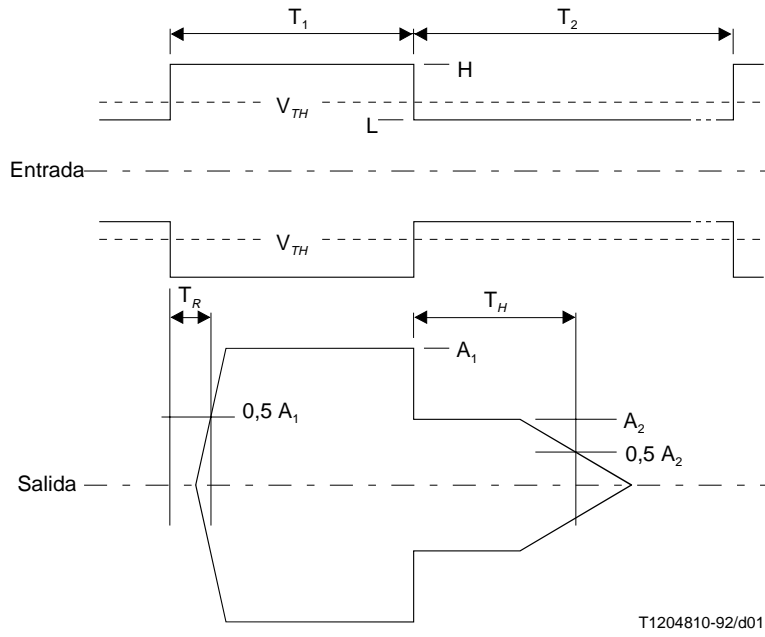 T1 T2
H
VTH
L
Entrada
VTH
TR TH
A1
0,5 A1
A2
0,5 A2
Salida
T1204810-92/d01